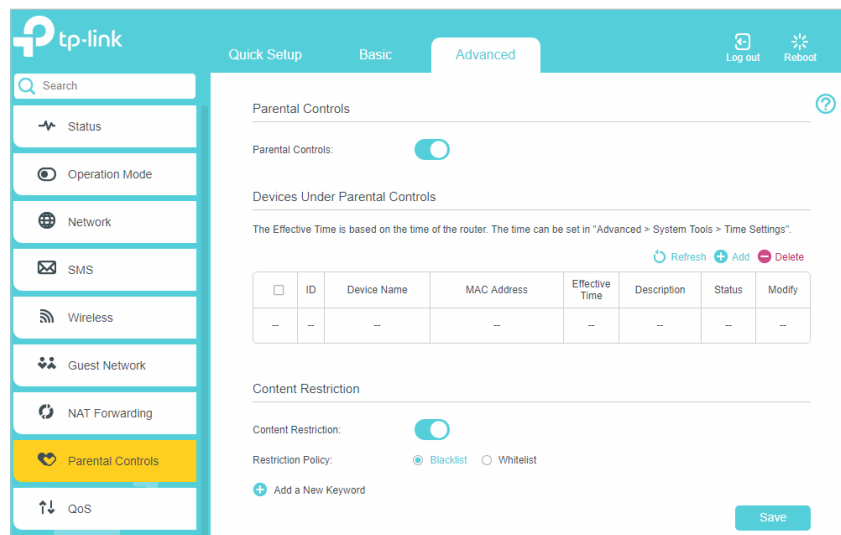 tp-link
Quick Setup Basic Advanced
Log out Reboot
Search
Status
Operation Mode
Network
SMS
Wireless
Guest Network
NAT Forwarding
Parental Controls
QoS
Parental Controls
Parental Controls:
Devices Under Parental Controls
The Effective Time is based on the time of the router. The time can be set in "Advanced > System Tools > Time Settings".
Refresh Add Delete
ID Device Name MAC Address Effective Time Description Status Modify
-- -- -- -- -- -- -- --
Content Restriction
Content Restriction:
Restriction Policy: Blacklist Whitelist
Add a New Keyword
Save